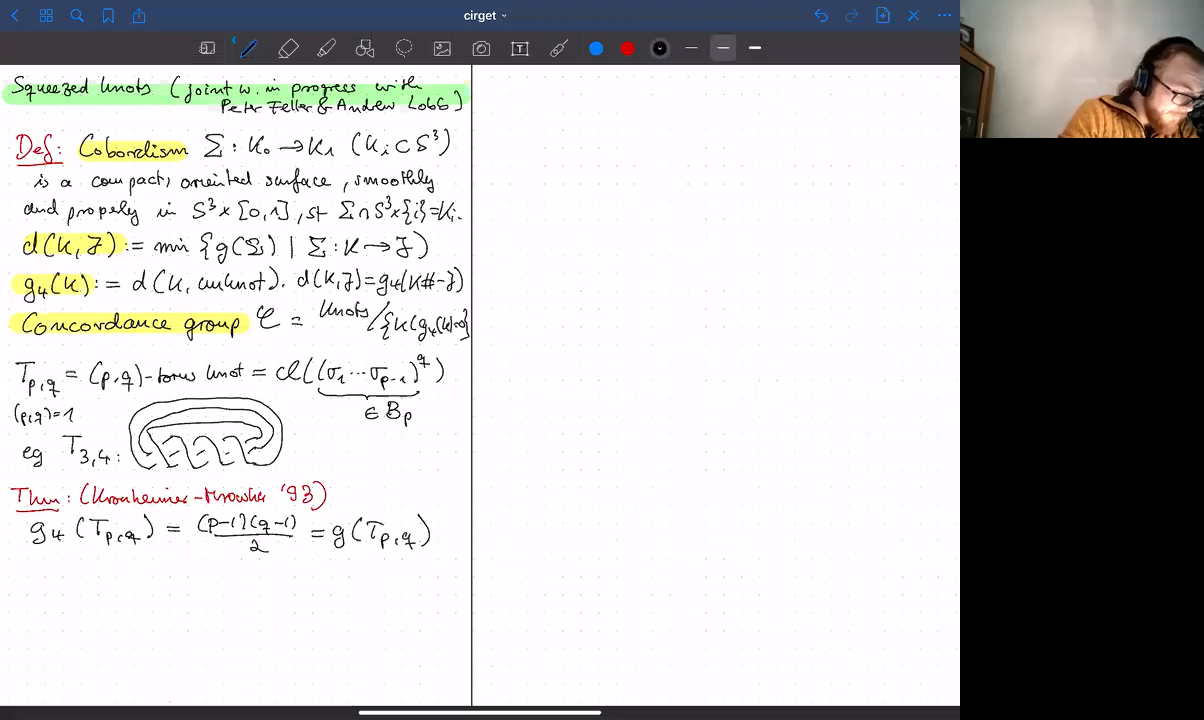 cirget
Squeezed knots (joint w. in progress with
Peter Feller & Andrew Lobb)
Def: Cobordism Σ : K₀ → K₁ (Kᵢ ⊂ S³)
is a compact, oriented surface, smoothly
and properly in S³ × [0,1], st Σ ∩ S³×{i} = Kᵢ.
d(K, J) := min {g(Σ) | Σ : K → J}
g₄(K) := d(K, unknot). d(K,J) = g₄(K#-J)
Concordance group 𝒞 = Knots/{K|g₄(K)=0}
T_{p,q} = (p,q)-torus knot = cl((σ₁ ⋯ σ_{p-1})^q)
(p,q)=1
∈ B_p
eg T_{3,4} :
Thm: (Kronheimer-Mrowka '93)
g₄(T_{p,q}) = (p-1)(q-1)/2 = g(T_{p,q})